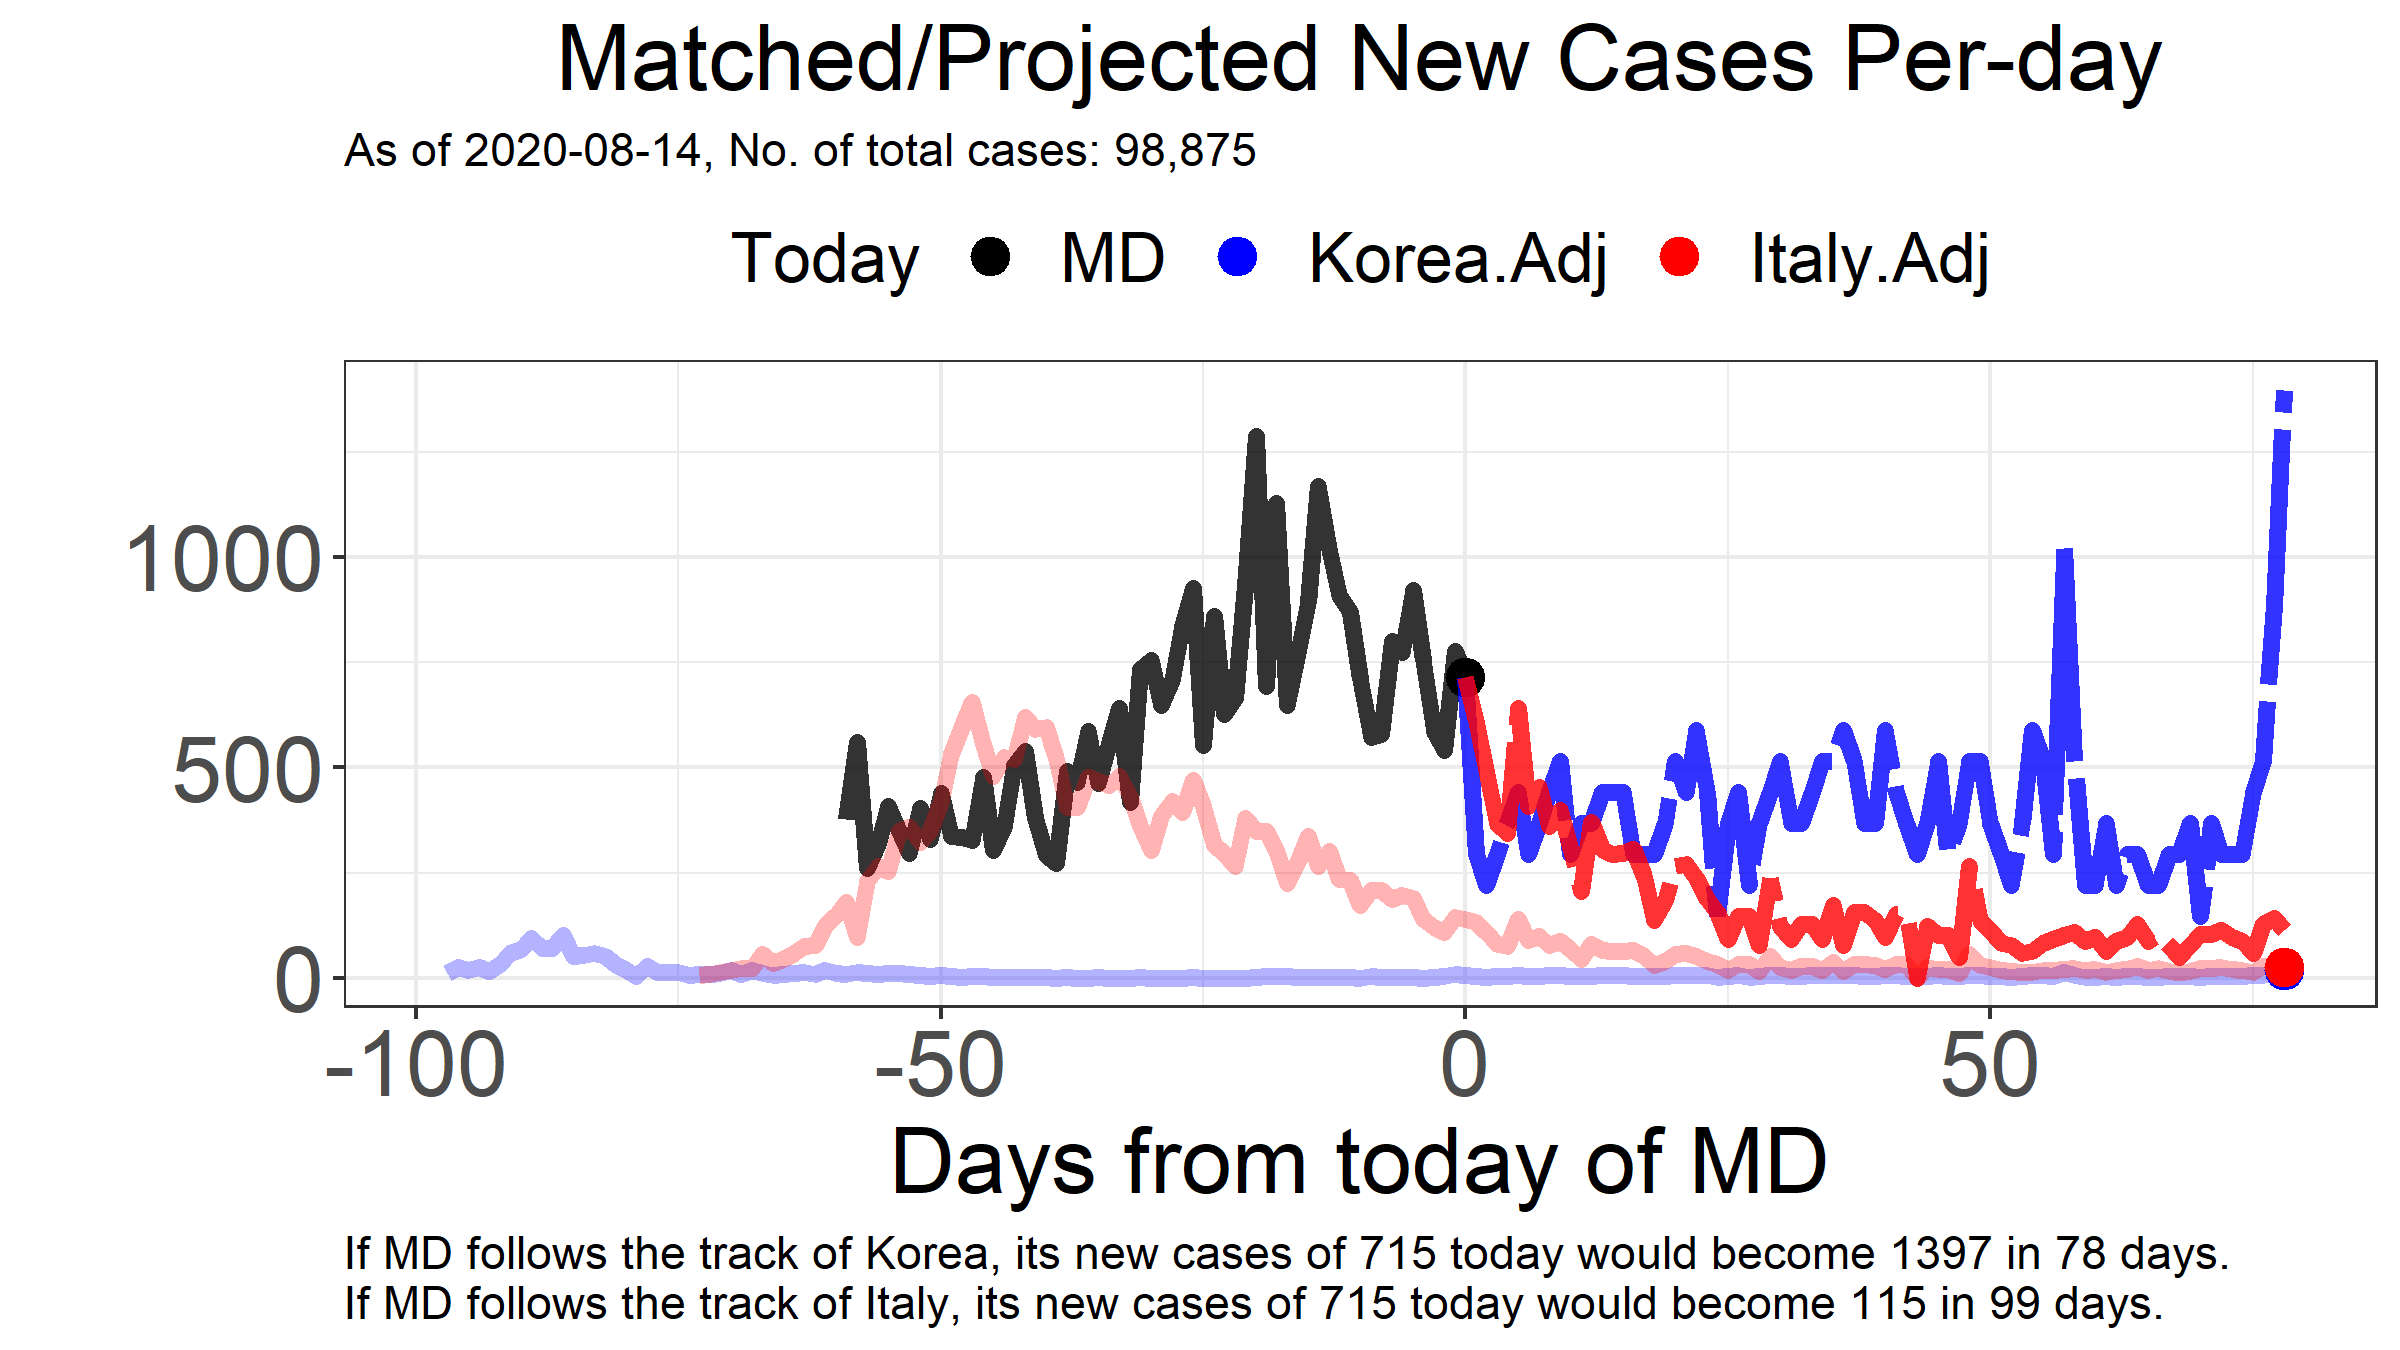 Matched/Projected New Cases Per-day
As of 2020-08-14, No. of total cases: 98,875
Today MD Korea.Adj Italy.Adj
1000
500
0
-100 -50 0 50
Days from today of MD
If MD follows the track of Korea, its new cases of 715 today would become 1397 in 78 days.
If MD follows the track of Italy, its new cases of 715 today would become 115 in 99 days.